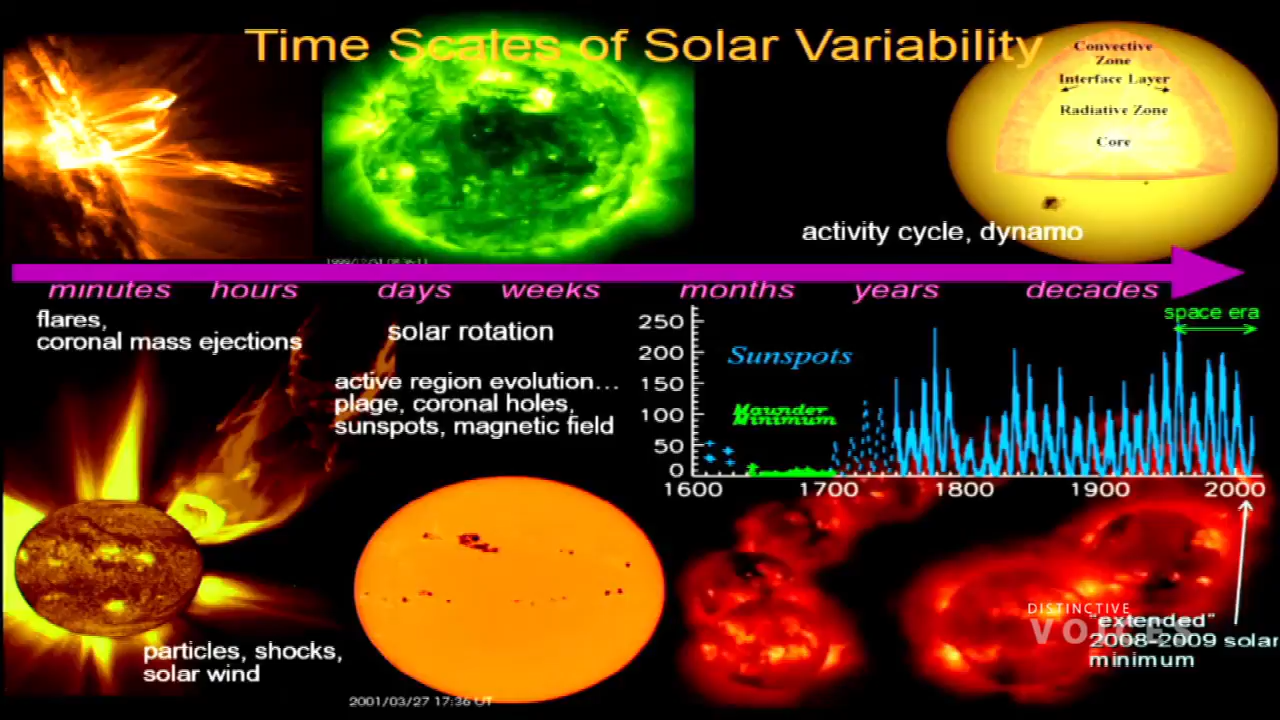 Time Scales of Solar Variability
Convective
Zone
Interface Layer
Radiative Zone
Core
activity cycle, dynamo
minutes hours days weeks months years decades
flares,
coronal mass ejections
solar rotation
active region evolution…
plage, coronal holes,
sunspots, magnetic field
space era
Sunspots
Maunder
Minimum
250
200
150
100
50
0
1600 1700 1800 1900 2000
particles, shocks,
solar wind
2001/03/27 17:36 UT
DISTINCTIVE
VOICES
"extended"
2008-2009 solar
minimum